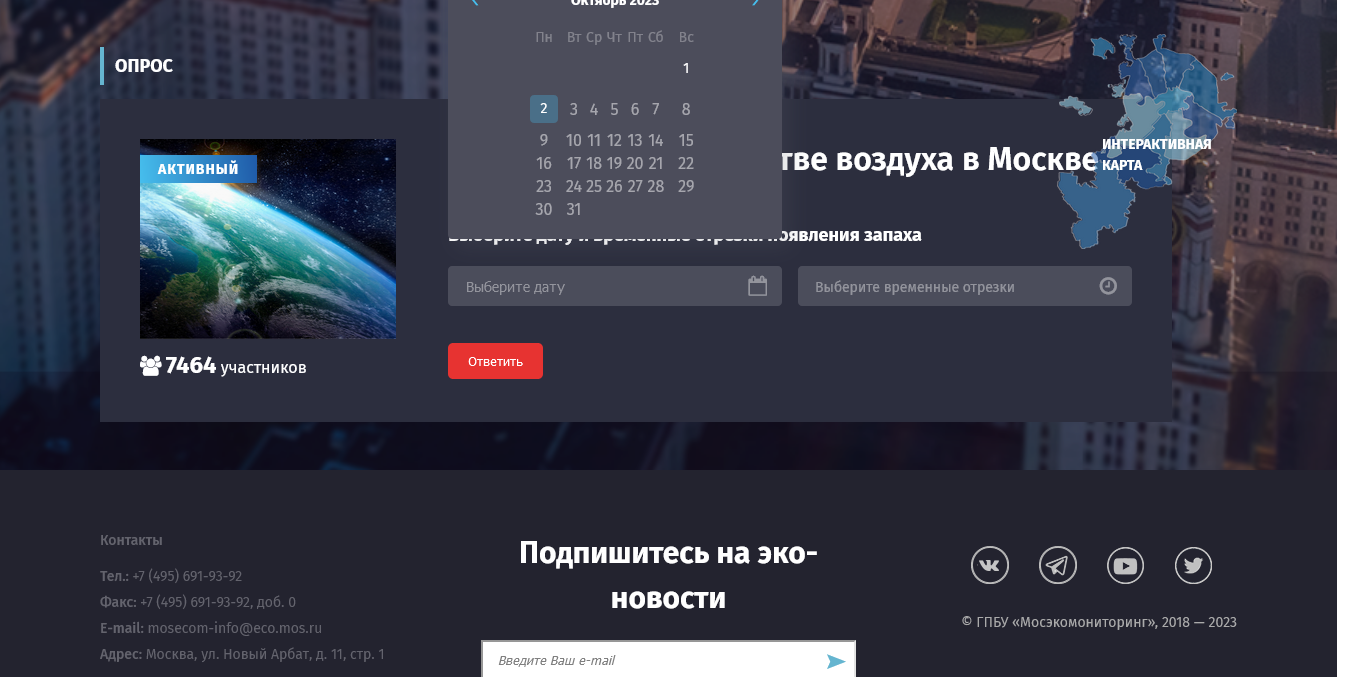 Октябрь 2023
Пн Вт Ср Чт Пт Сб Вс
1
2 3 4 5 6 7 8
9 10 11 12 13 14 15
16 17 18 19 20 21 22
23 24 25 26 27 28 29
30 31
ОПРОС
АКТИВНЫЙ
7464 участников
воздуха в Москве
ИНТЕРАКТИВНАЯ
КАРТА
Выберите дату и временные отрезки появления запаха
Выберите дату
Выберите временные отрезки
Ответить
Контакты
Тел.: +7 (495) 691-93-92
Факс: +7 (495) 691-93-92, доб. 0
E-mail: mosecom-info@eco.mos.ru
Адрес: Москва, ул. Новый Арбат, д. 11, стр. 1
Подпишитесь на эко-
новости
Введите Ваш e-mail
© ГПБУ «Мосэкомониторинг», 2018 — 2023